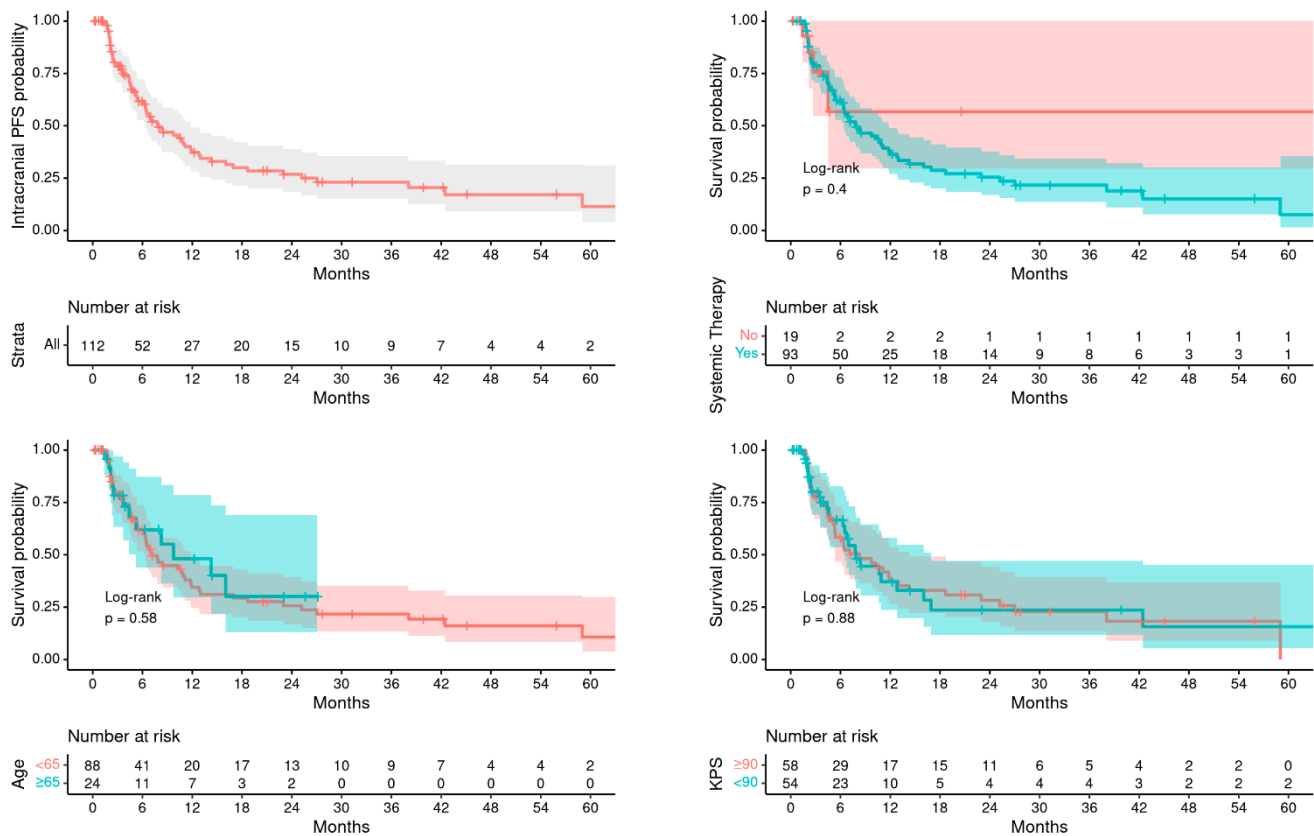 Intracranial PFS probability
1.00
0.75
0.50
0.25
0.00
0 6 12 18 24 30 36 42 48 54 60
Months
Number at risk
Strata
All
112 52 27 20 15 10 9 7 4 4 2
0 6 12 18 24 30 36 42 48 54 60
Months
Survival probability
1.00
0.75
0.50
0.25
0.00
Log-rank
p = 0.4
0 6 12 18 24 30 36 42 48 54 60
Months
Number at risk
Systemic Therapy
No 19 2 2 2 1 1 1 1 1 1 1
Yes 93 50 25 18 14 9 8 6 3 3 1
0 6 12 18 24 30 36 42 48 54 60
Months
Survival probability
1.00
0.75
0.50
0.25
0.00
Log-rank
p = 0.58
0 6 12 18 24 30 36 42 48 54 60
Months
Number at risk
Age
<65 88 41 20 17 13 10 9 7 4 4 2
≥65 24 11 7 3 2 0 0 0 0 0 0
0 6 12 18 24 30 36 42 48 54 60
Months
Survival probability
1.00
0.75
0.50
0.25
0.00
Log-rank
p = 0.88
0 6 12 18 24 30 36 42 48 54 60
Months
Number at risk
KPS
≥90 58 29 17 15 11 6 5 4 2 2 0
<90 54 23 10 5 4 4 4 3 2 2 2
0 6 12 18 24 30 36 42 48 54 60
Months